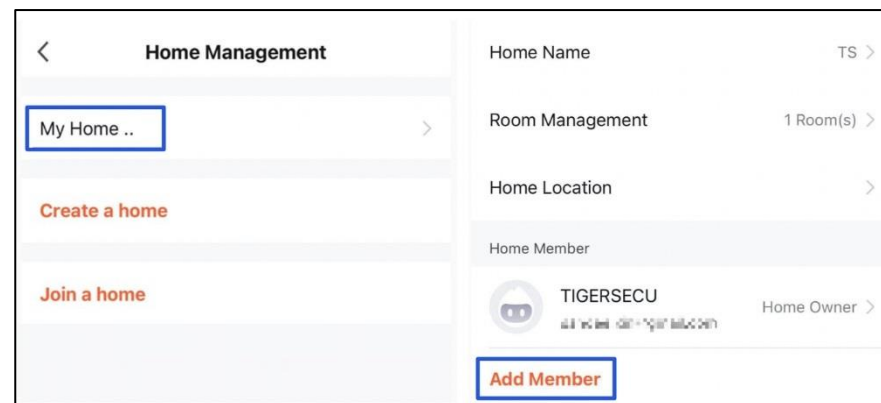 Home Management
My Home ..
Create a home
Join a home
Home Name TS
Room Management 1 Room(s)
Home Location
Home Member
TIGERSECU
Home Owner
Add Member